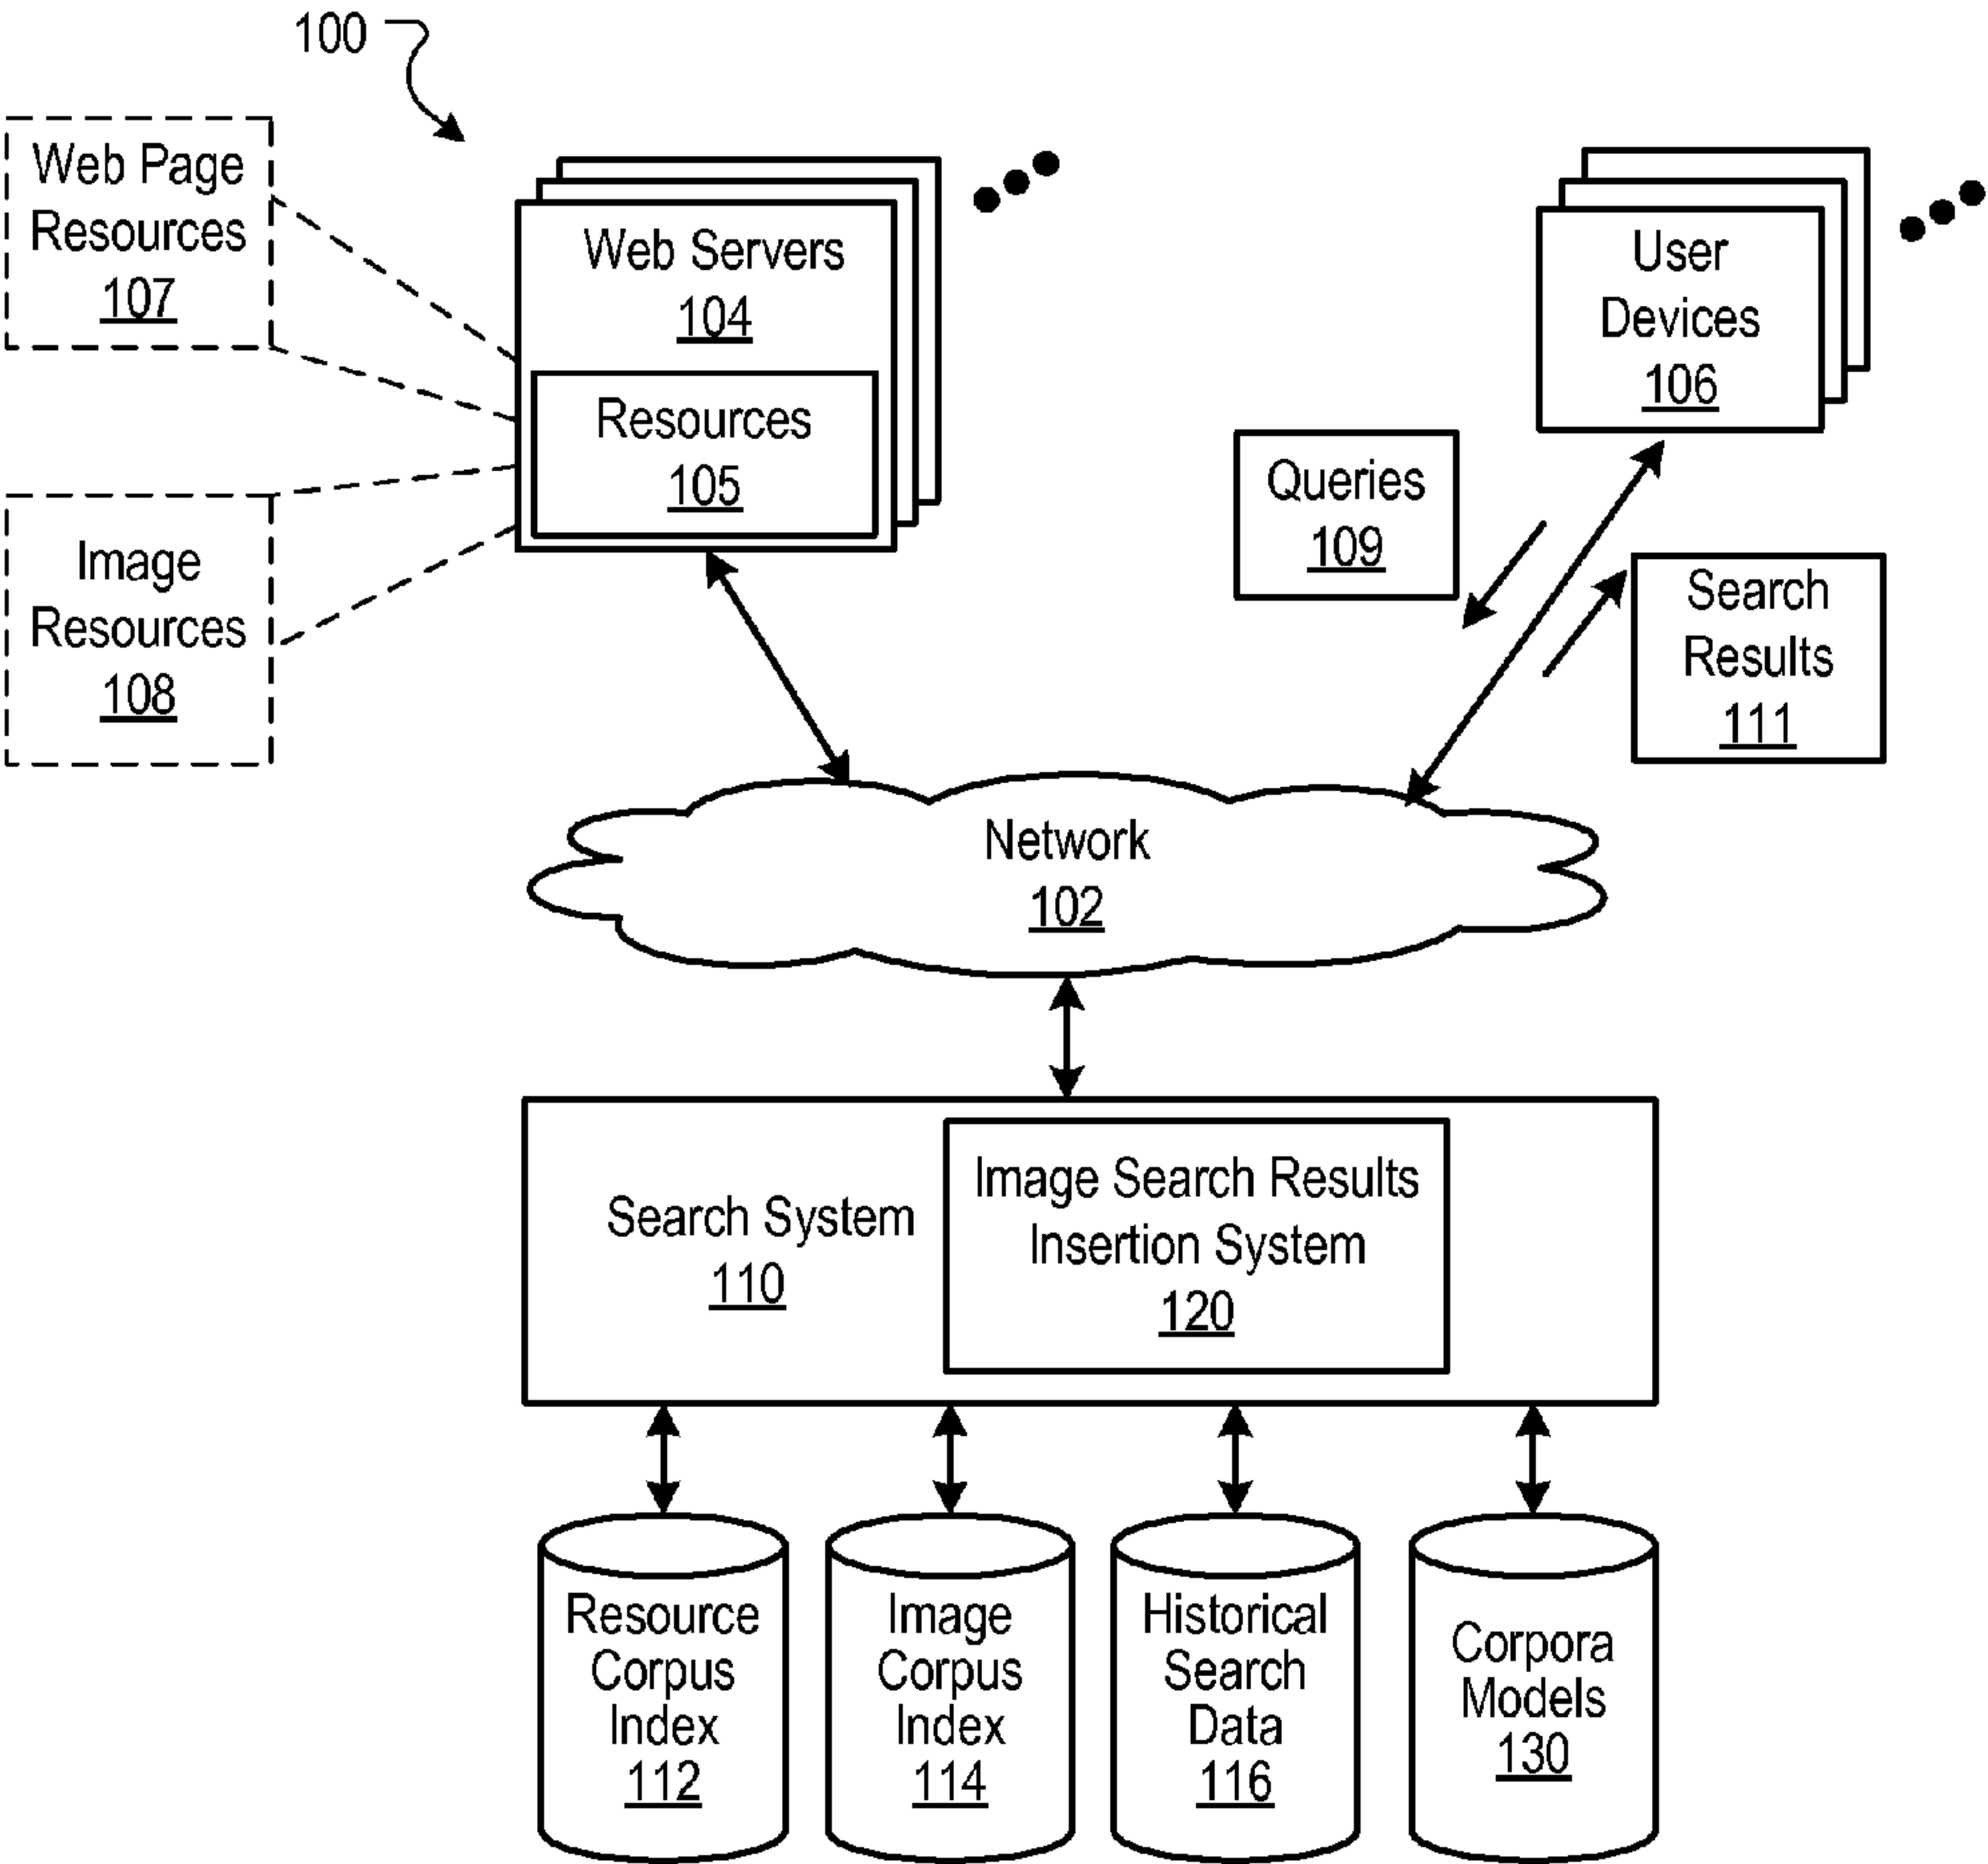 100
Web Page
Resources
107
Web Servers
104
Resources
105
User
Devices
106
Image
Resources
108
Queries
109
Search
Results
111
Network
102
Search System
110
Image Search Results
Insertion System
120
Resource
Corpus
Index
112
Image
Corpus
Index
114
Historical
Search
Data
116
Corpora
Models
130